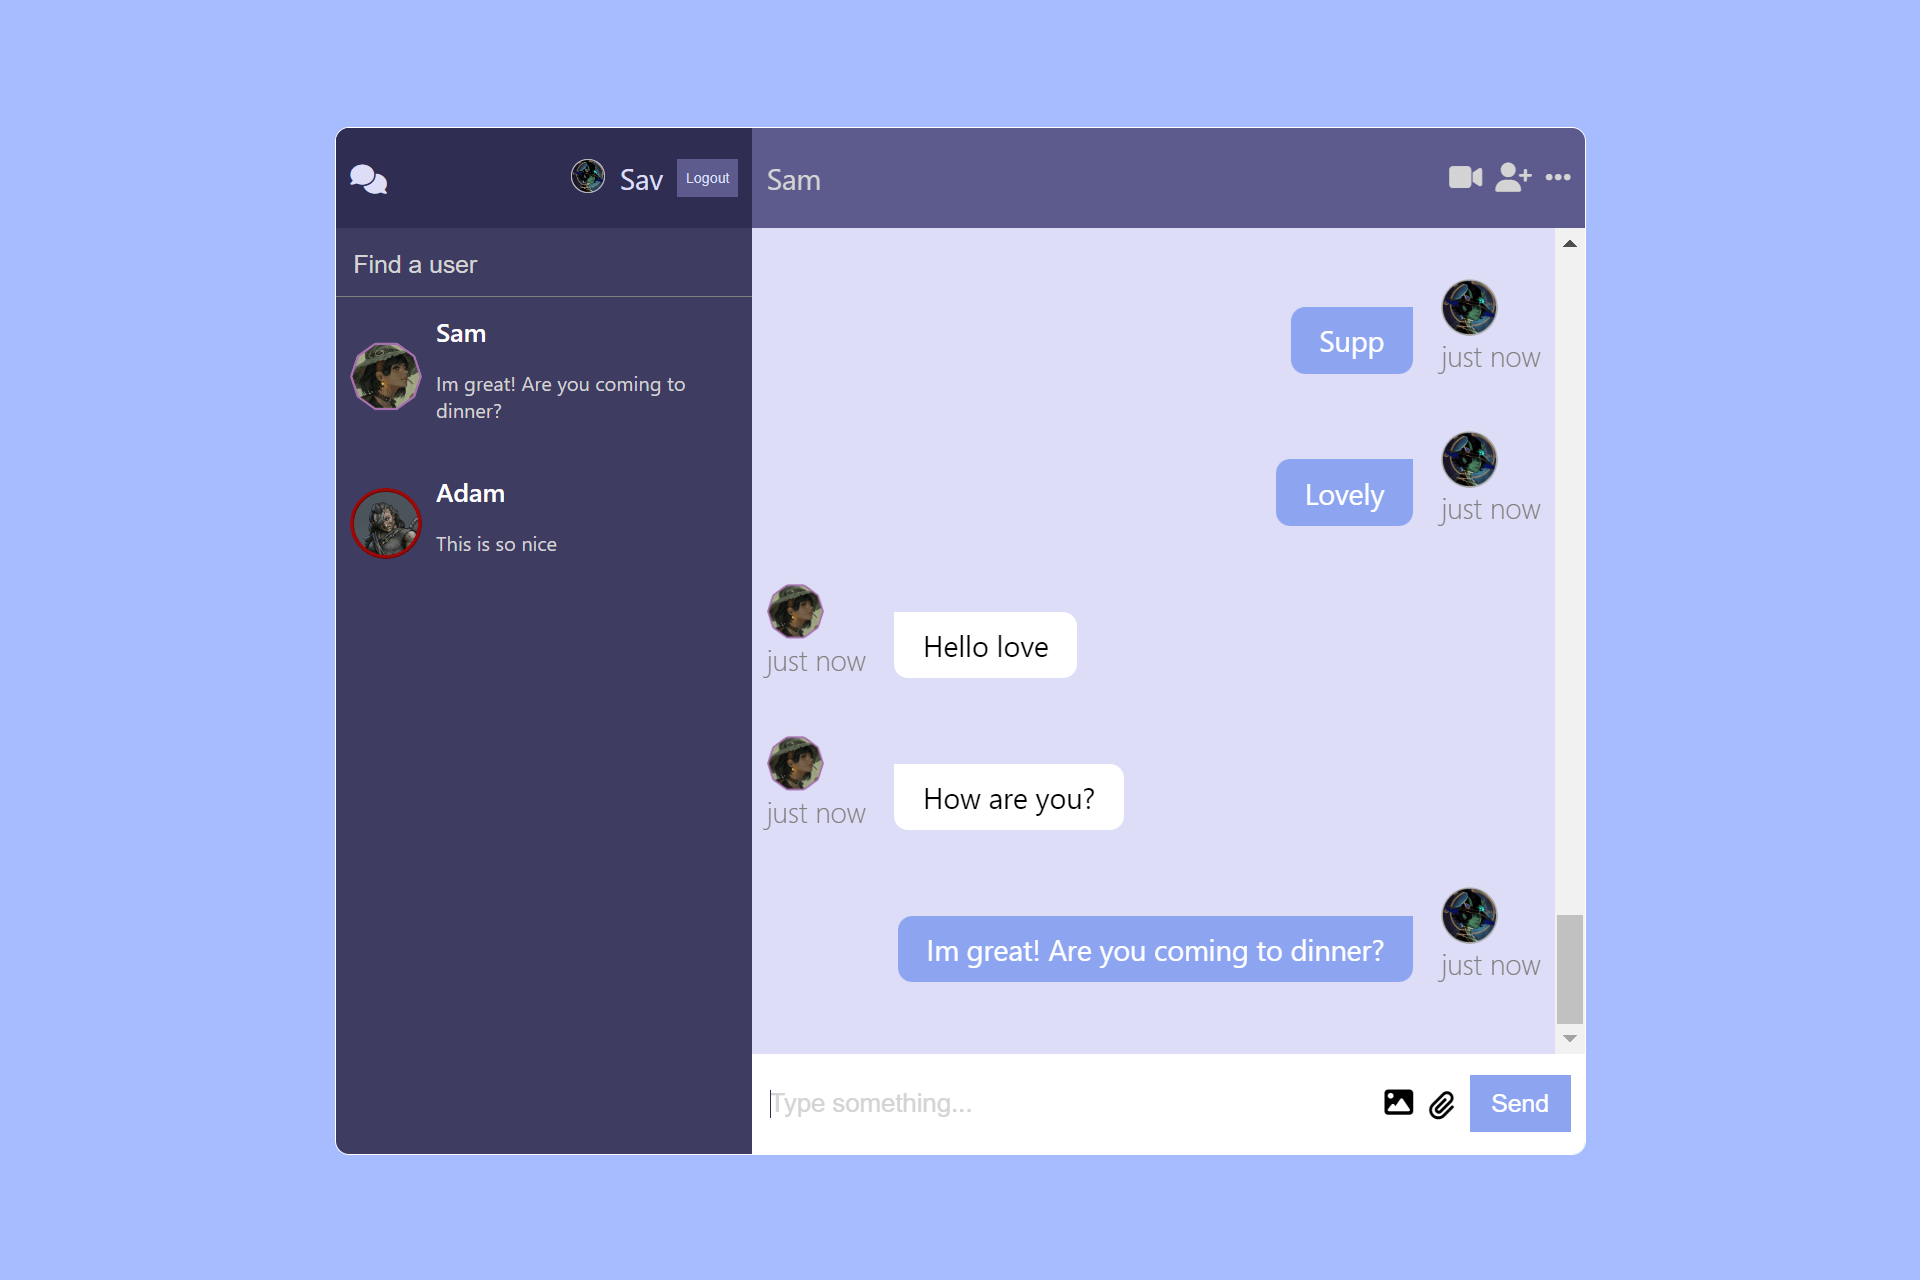 Sav
Logout
Find a user
Sam
Im great! Are you coming to
dinner?
Adam
This is so nice
Sam
Supp
just now
Lovely
just now
Hello love
just now
How are you?
just now
Im great! Are you coming to dinner?
just now
Type something...
Send